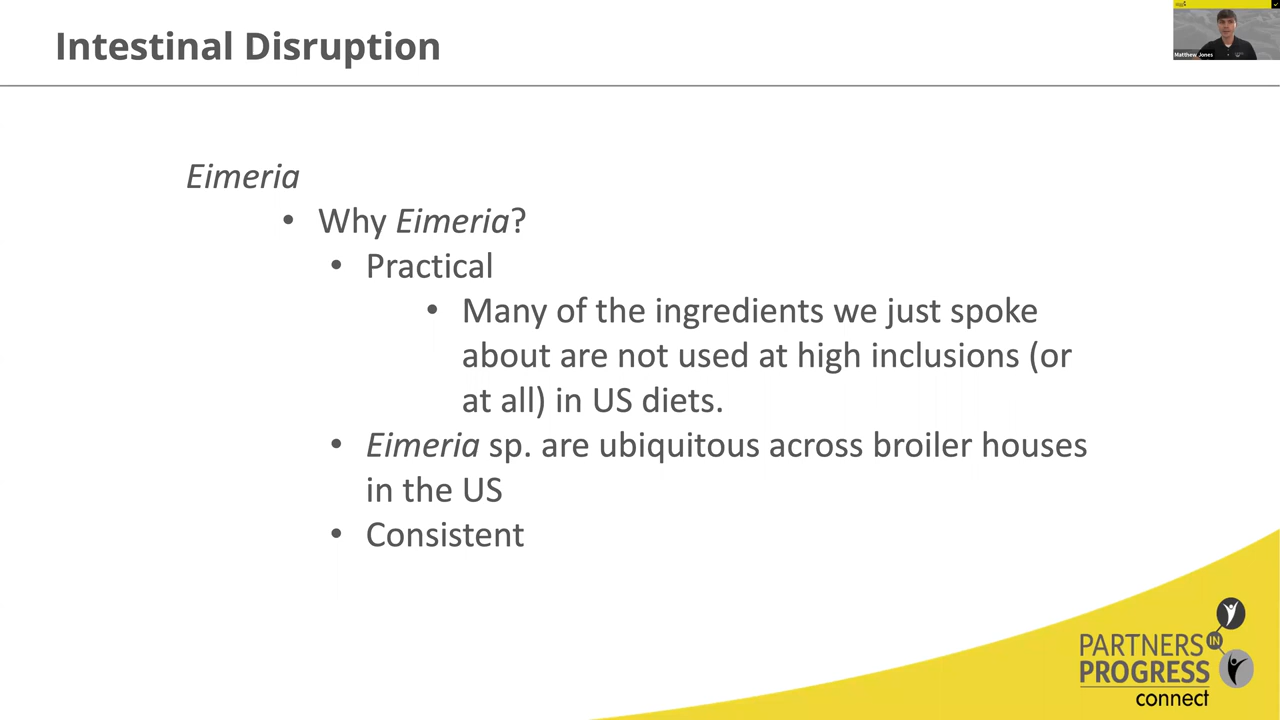 Intestinal Disruption
Matthew Jones
Eimeria
• Why Eimeria?
• Practical
• Many of the ingredients we just spoke
about are not used at high inclusions (or
at all) in US diets.
• Eimeria sp. are ubiquitous across broiler houses
in the US
• Consistent
PARTNERS IN
PROGRESS
connect